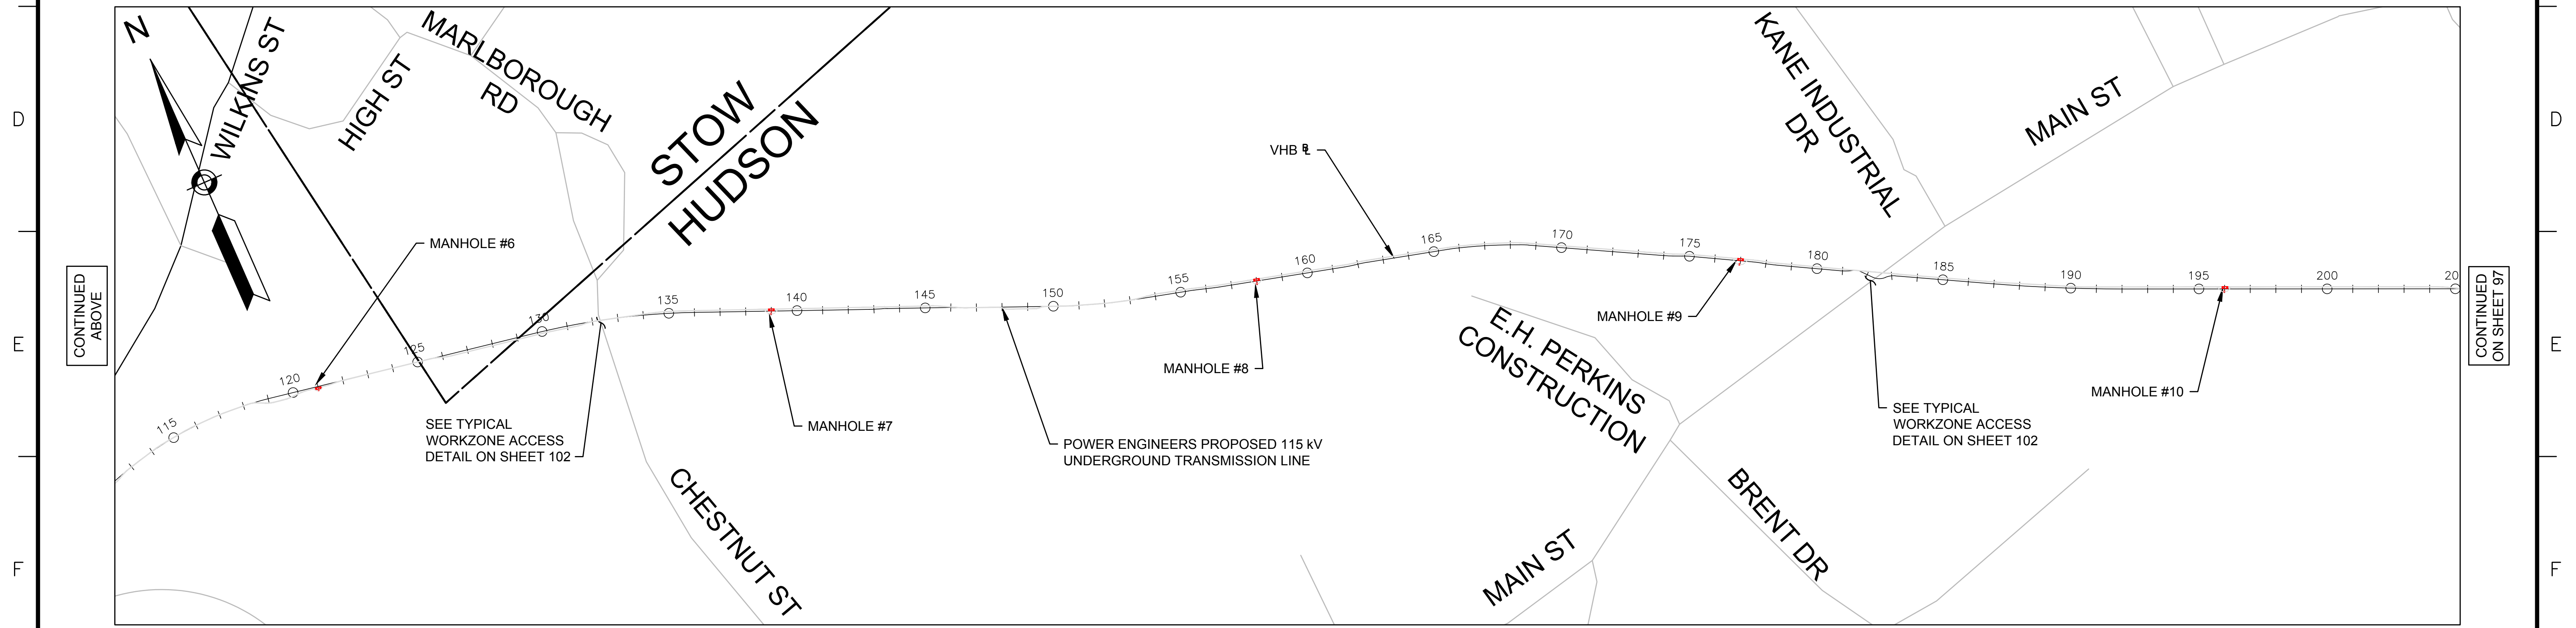 N
WILKINS ST
HIGH ST
MARLBOROUGH
RD
STOW
HUDSON
KANE INDUSTRIAL
DR
MAIN ST
D
D
VHB
MANHOLE #6
CONTINUED
ABOVE
115
120
125
130
135
140
145
150
155
160
165
170
175
180
185
190
195
200
20
CONTINUED
ON SHEET 97
E
E
MANHOLE #9
MANHOLE #8
E.H. PERKINS
CONSTRUCTION
MANHOLE #10
SEE TYPICAL
WORKZONE ACCESS
DETAIL ON SHEET 102
MANHOLE #7
POWER ENGINEERS PROPOSED 115 kV
UNDERGROUND TRANSMISSION LINE
SEE TYPICAL
WORKZONE ACCESS
DETAIL ON SHEET 102
CHESTNUT ST
MAIN ST
BRENT DR
F
F